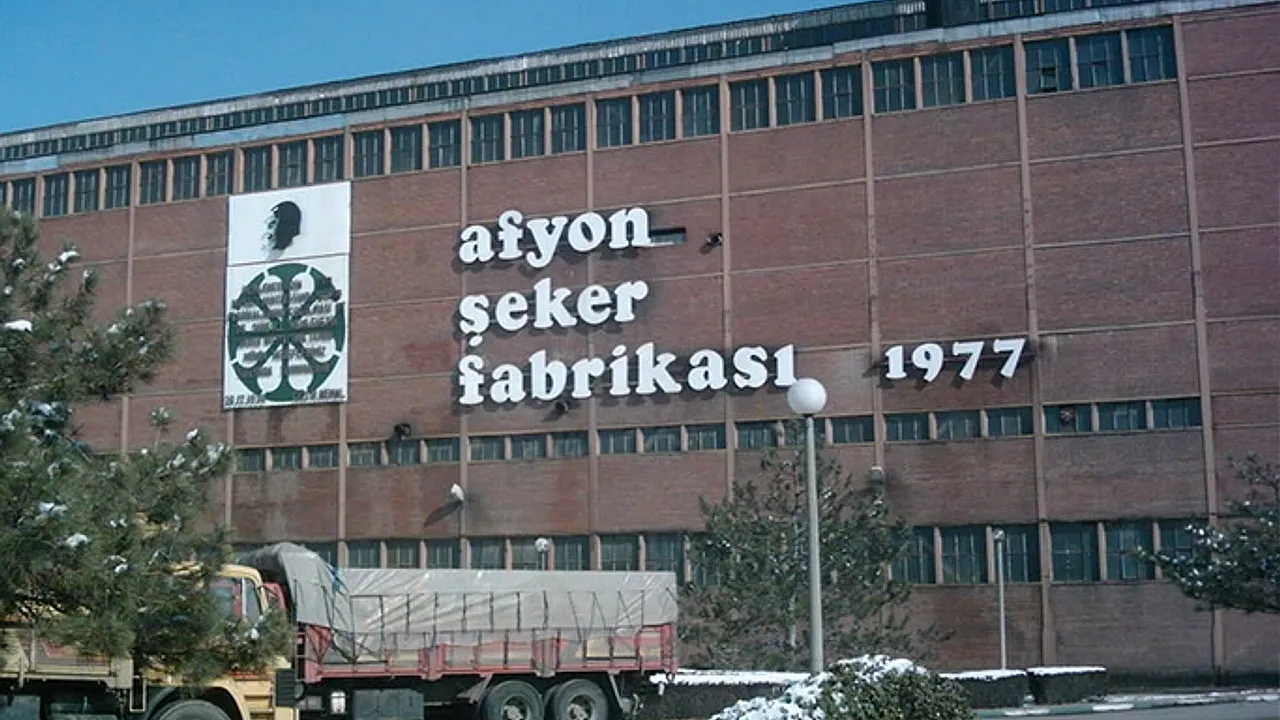 afyon
şeker
fabrikası 1977